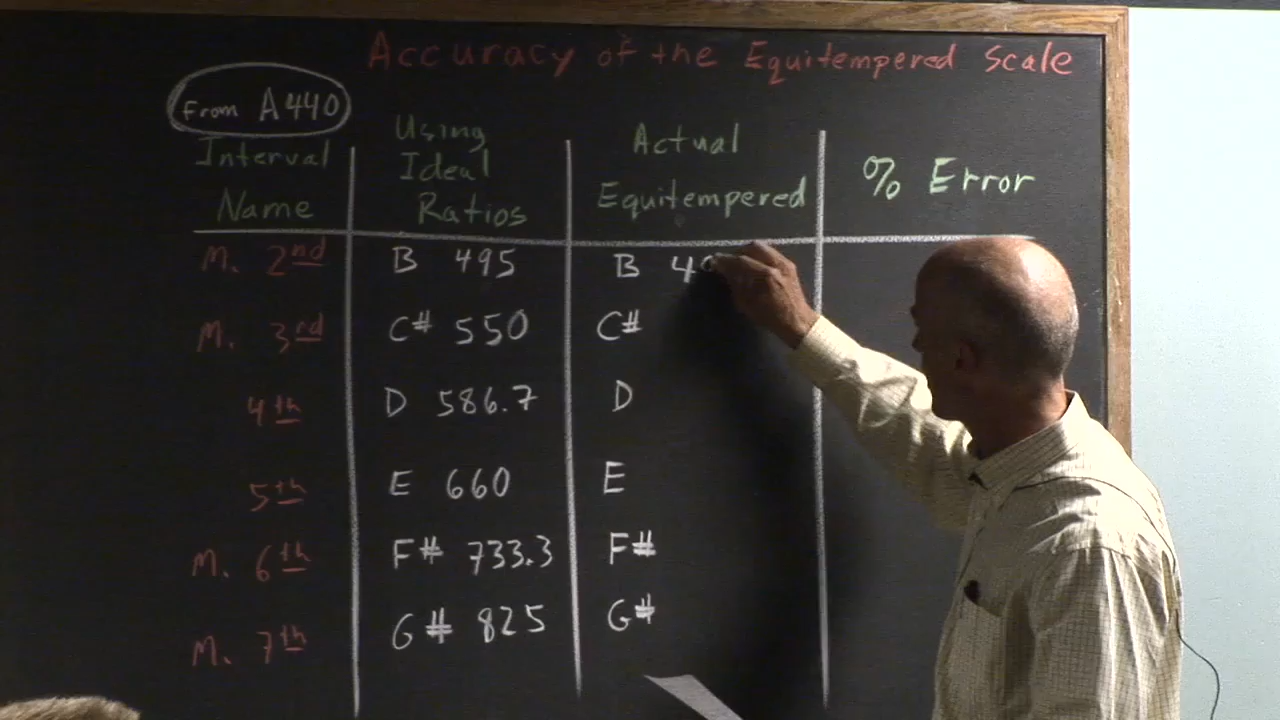 Accuracy of the Equitempered Scale
From A440
Interval Name
Using Ideal Ratios
Actual Equitempered
% Error
M. 2nd B 495 B
M. 3rd C# 550 C#
4th D 586.7 D
5th E 660 E
M. 6th F# 733.3 F#
M. 7th G# 825 G#